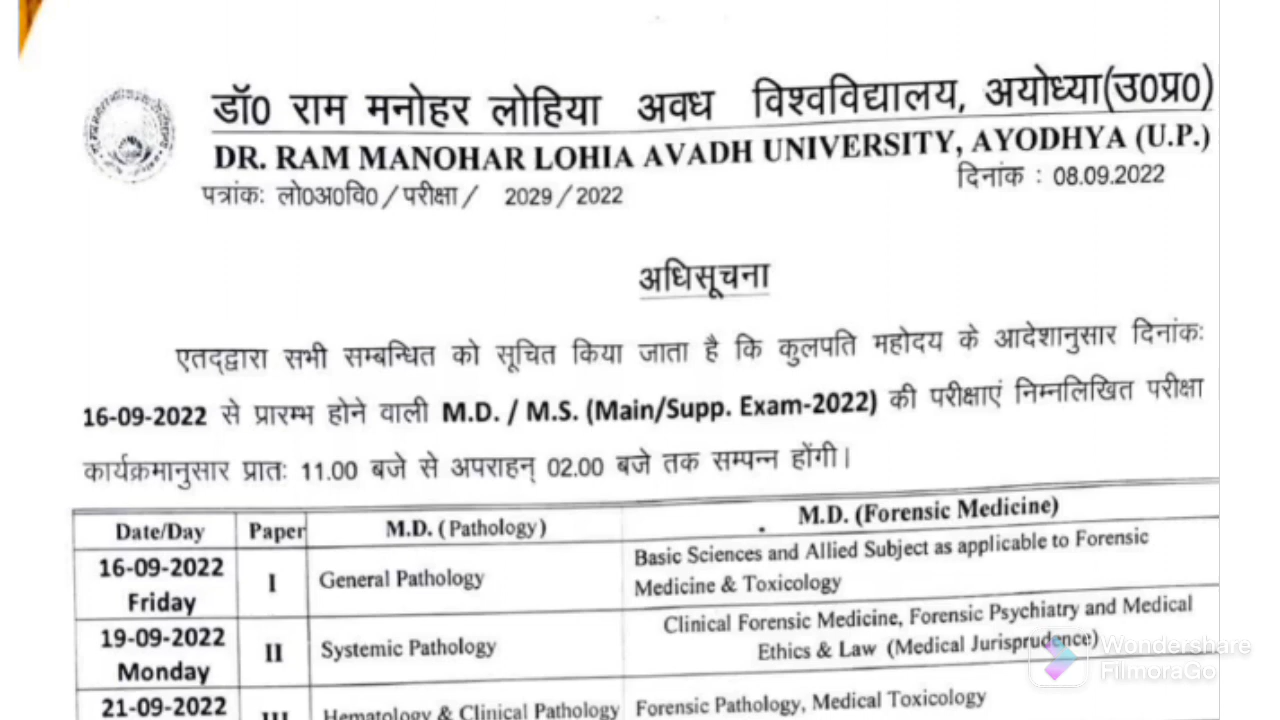 डॉ0 राम मनोहर लोहिया अवध विश्वविद्यालय, अयोध्या(उ0प्र0)
DR. RAM MANOHAR LOHIA AVADH UNIVERSITY, AYODHYA (U.P.)
पत्रांकः लो0अ0वि0/परीक्षा/ 2029/2022
दिनांक : 08.09.2022
अधिसूचना
एतद्द्वारा सभी सम्बन्धित को सूचित किया जाता है कि कुलपति महोदय के आदेशानुसार दिनांकः
16-09-2022 से प्रारम्भ होने वाली M.D. / M.S. (Main/Supp. Exam-2022) की परीक्षाएं निम्नलिखित परीक्षा
कार्यक्रमानुसार प्रातः 11.00 बजे से अपराहन् 02.00 बजे तक सम्पन्न होंगी।
Date/Day Paper M.D. (Pathology) M.D. (Forensic Medicine)
16-09-2022
Friday
I
General Pathology
Basic Sciences and Allied Subject as applicable to Forensic
Medicine & Toxicology
19-09-2022
Monday
II
Systemic Pathology
Clinical Forensic Medicine, Forensic Psychiatry and Medical
Ethics & Law (Medical Jurisprudence)
21-09-2022
III
Hematology & Clinical Pathology
Forensic Pathology, Medical Toxicology
Wondershare
FilmoraGo